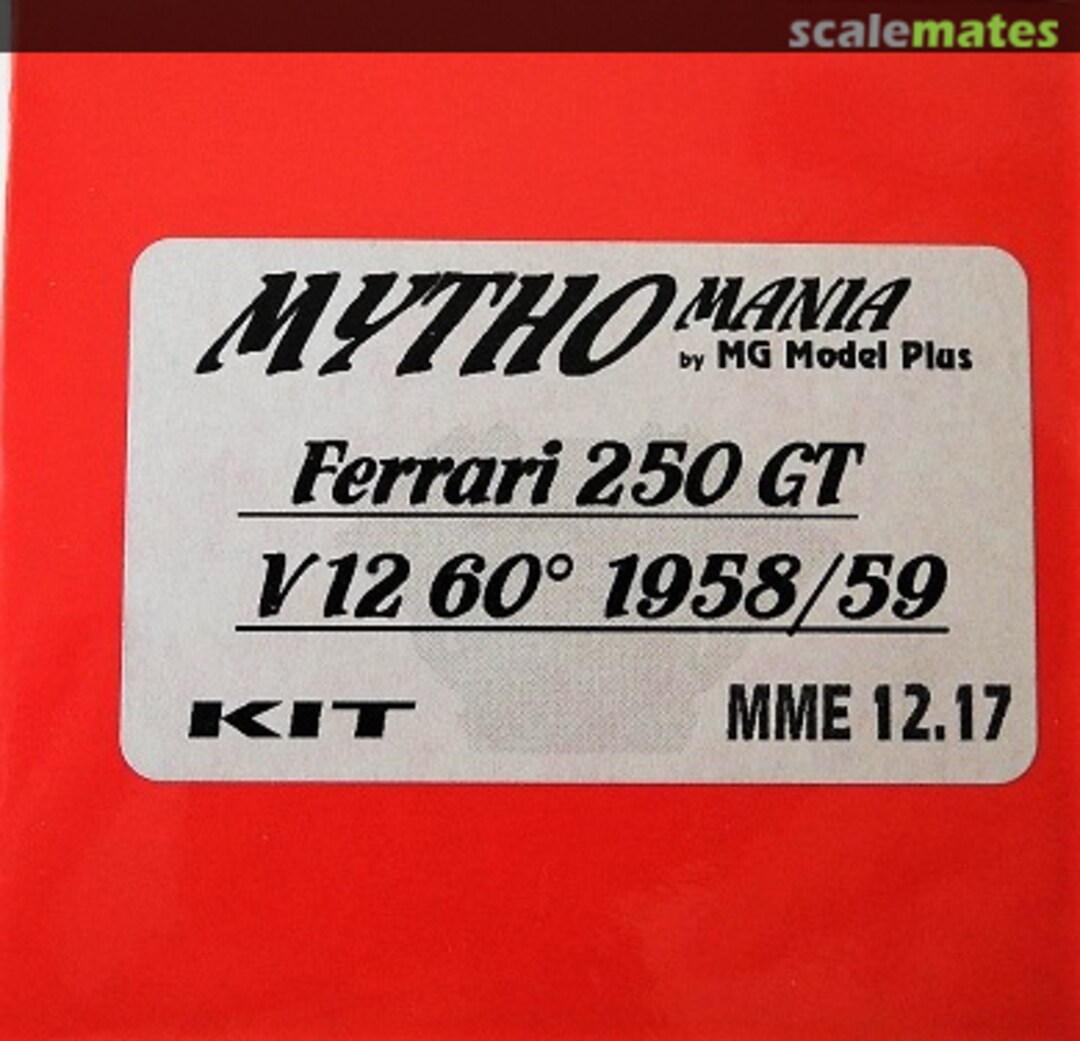 scalemates
MYTHO MANIA
by MG Model Plus
Ferrari 250 GT
V12 60° 1958/59
KIT MME 12.17